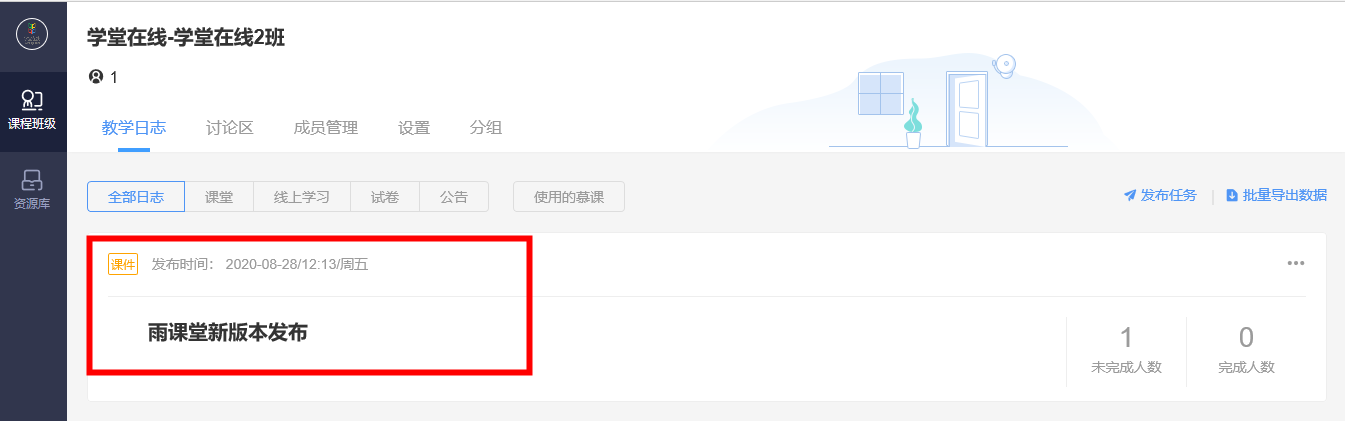 学堂在线-学堂在线2班
1
课程班级
资源库
教学日志 讨论区 成员管理 设置 分组
全部日志 课堂 线上学习 试卷 公告 使用的慕课 发布任务 批量导出数据
课件 发布时间： 2020-08-28/12:13/周五
雨课堂新版本发布
1 0
未完成人数 完成人数